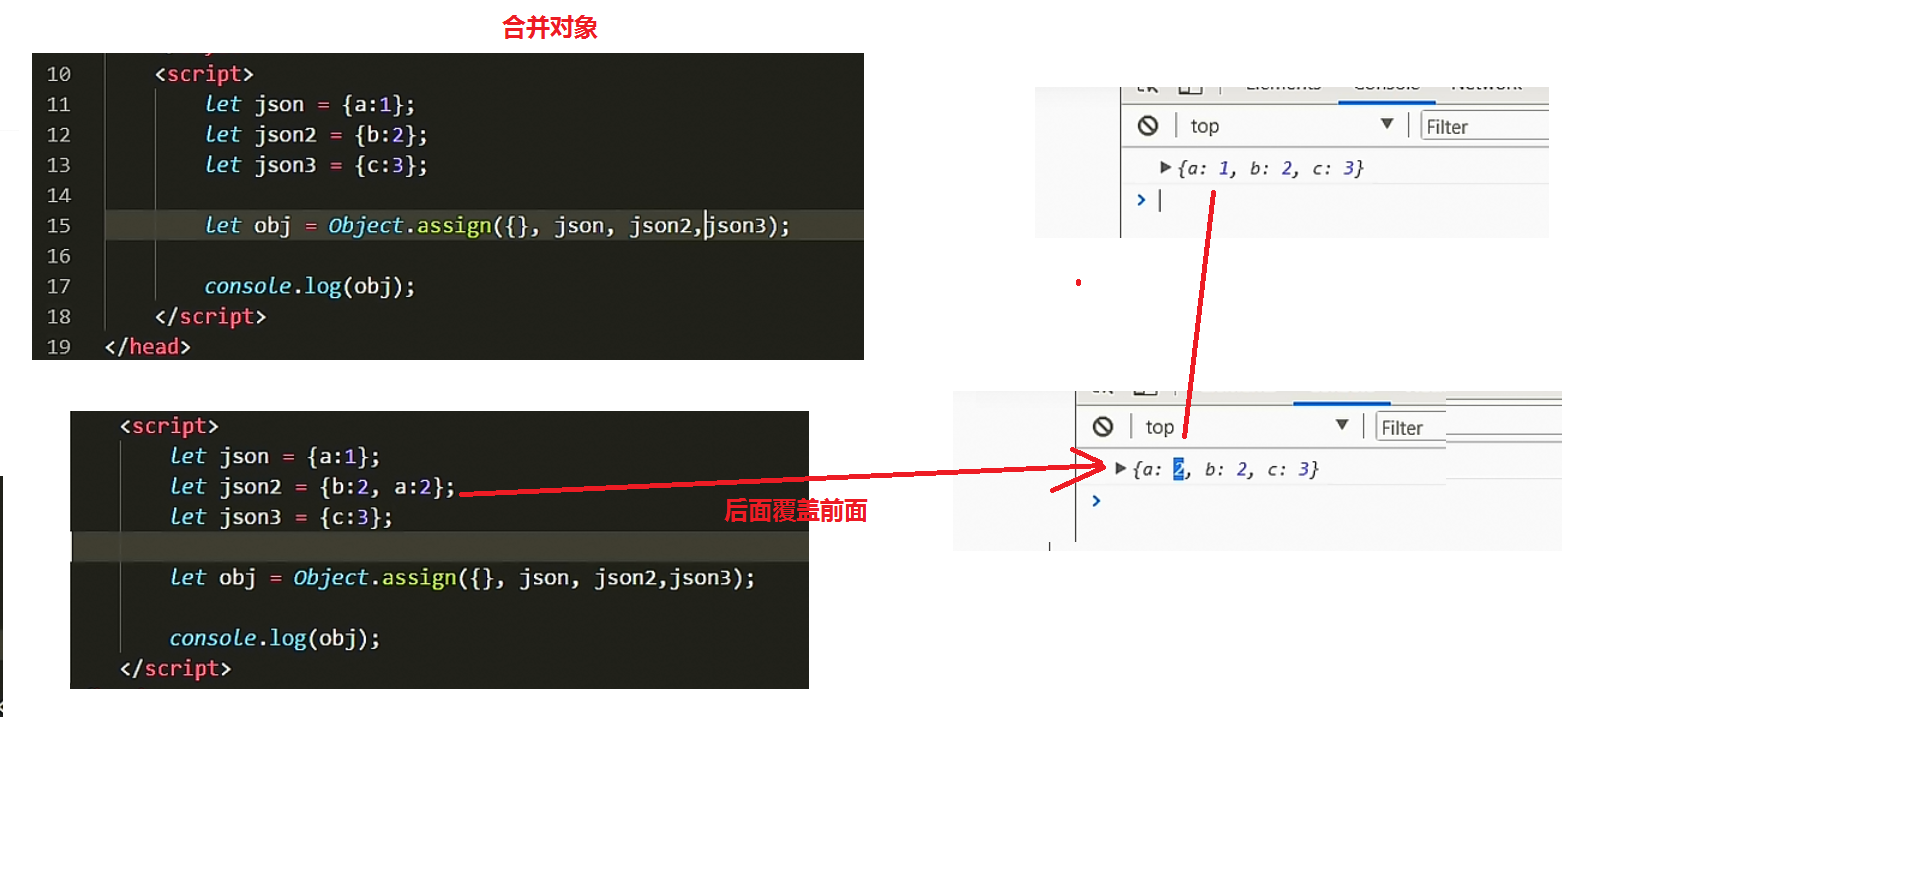 合并对象
10 <script>
11 let json = {a:1};
12 let json2 = {b:2};
13 let json3 = {c:3};
14
15 let obj = Object.assign({}, json, json2,json3);
16
17 console.log(obj);
18 </script>
19 </head>
Elements Console Network
top Filter
{a: 1, b: 2, c: 3}
>
<script>
let json = {a:1};
let json2 = {b:2, a:2};
let json3 = {c:3};
let obj = Object.assign({}, json, json2,json3);
console.log(obj);
</script>
后面覆盖前面
top Filter
{a: 2, b: 2, c: 3}
>